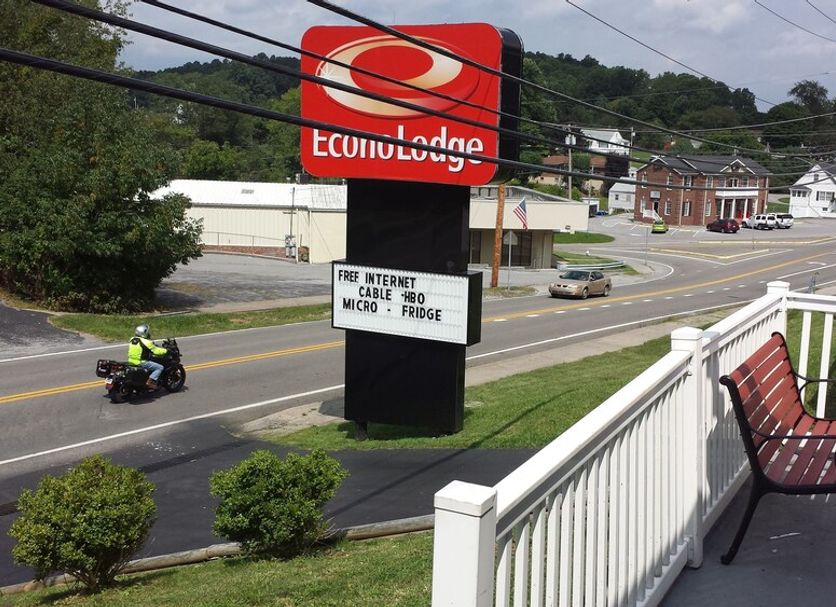 EconoLodge
FREE INTERNET
CABLE -HBO
MICRO - FRIDGE